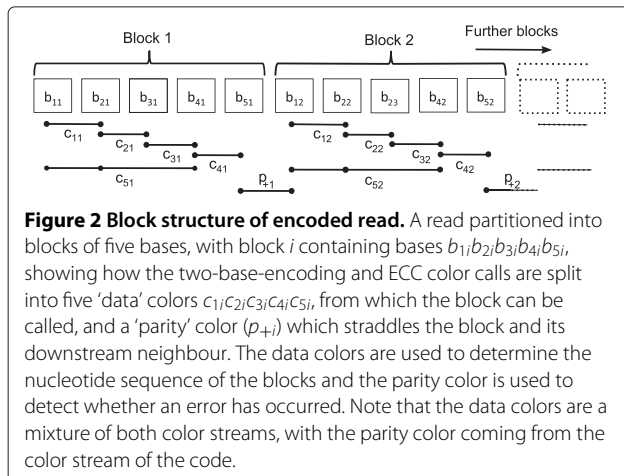 Block 1 Block 2 Further blocks
b₁₁ b₂₁ b₃₁ b₄₁ b₅₁ b₁₂ b₂₂ b₂₃ b₄₂ b₅₂
c₁₁ c₁₂
c₂₁ c₂₂
c₃₁ c₃₂
c₅₁ c₄₁ c₅₂ c₄₂
p₊₁ p₊₂
Figure 2 Block structure of encoded read. A read partitioned into
blocks of five bases, with block i containing bases b₁ᵢb₂ᵢb₃ᵢb₄ᵢb₅ᵢ,
showing how the two-base-encoding and ECC color calls are split
into five ‘data’ colors c₁ᵢc₂ᵢc₃ᵢc₄ᵢc₅ᵢ, from which the block can be
called, and a ‘parity’ color (p₊ᵢ) which straddles the block and its
downstream neighbour. The data colors are used to determine the
nucleotide sequence of the blocks and the parity color is used to
detect whether an error has occurred. Note that the data colors are a
mixture of both color streams, with the parity color coming from the
color stream of the code.